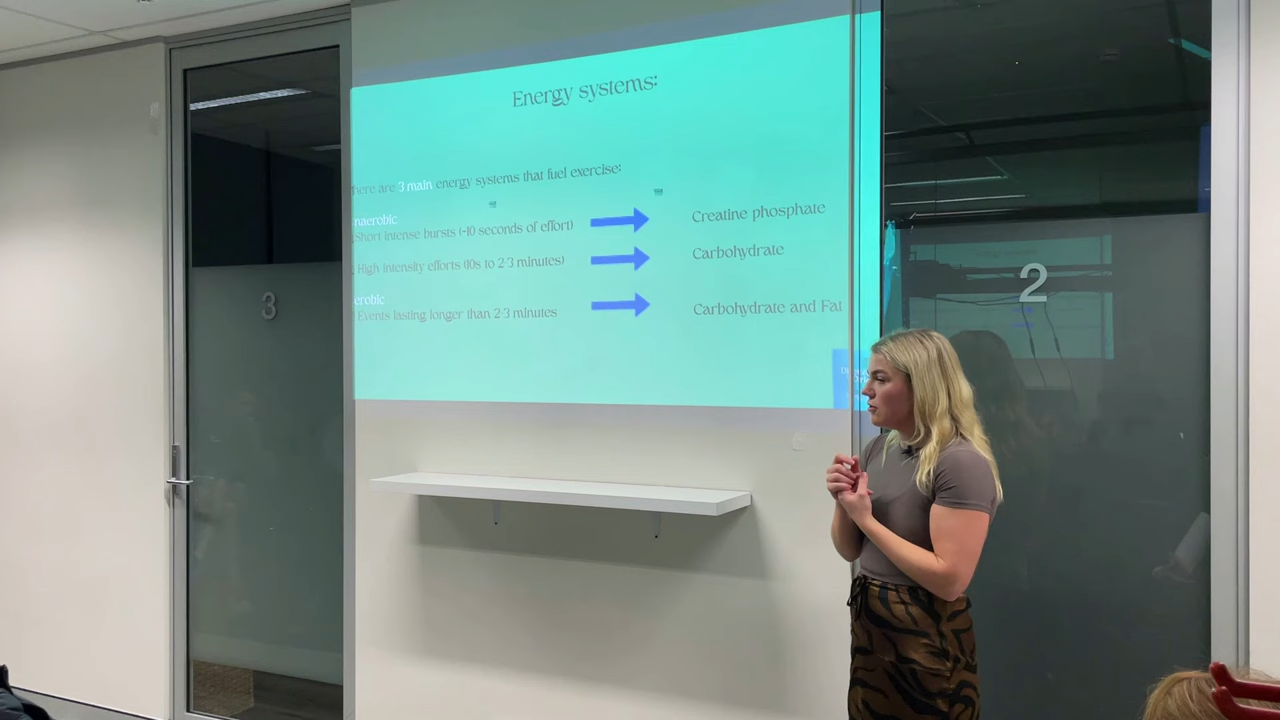 Energy systems:
here are 3 main energy systems that fuel exercise:
naerobic
Short intense bursts (~10 seconds of effort)
Creatine phosphate
High intensity efforts (10s to 2-3 minutes)
Carbohydrate
erobic
Events lasting longer than 2-3 minutes
Carbohydrate and Fat
3
2